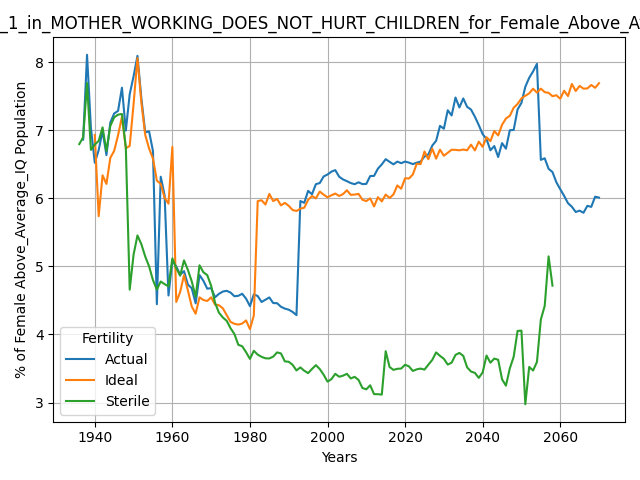 _1_in_MOTHER_WORKING_DOES_NOT_HURT_CHILDREN_for_Female_Above_A
% of Female Above_Average_IQ Population
8
7
6
5
4
3
Fertility
Actual
Ideal
Sterile
1940 1960 1980 2000 2020 2040 2060
Years